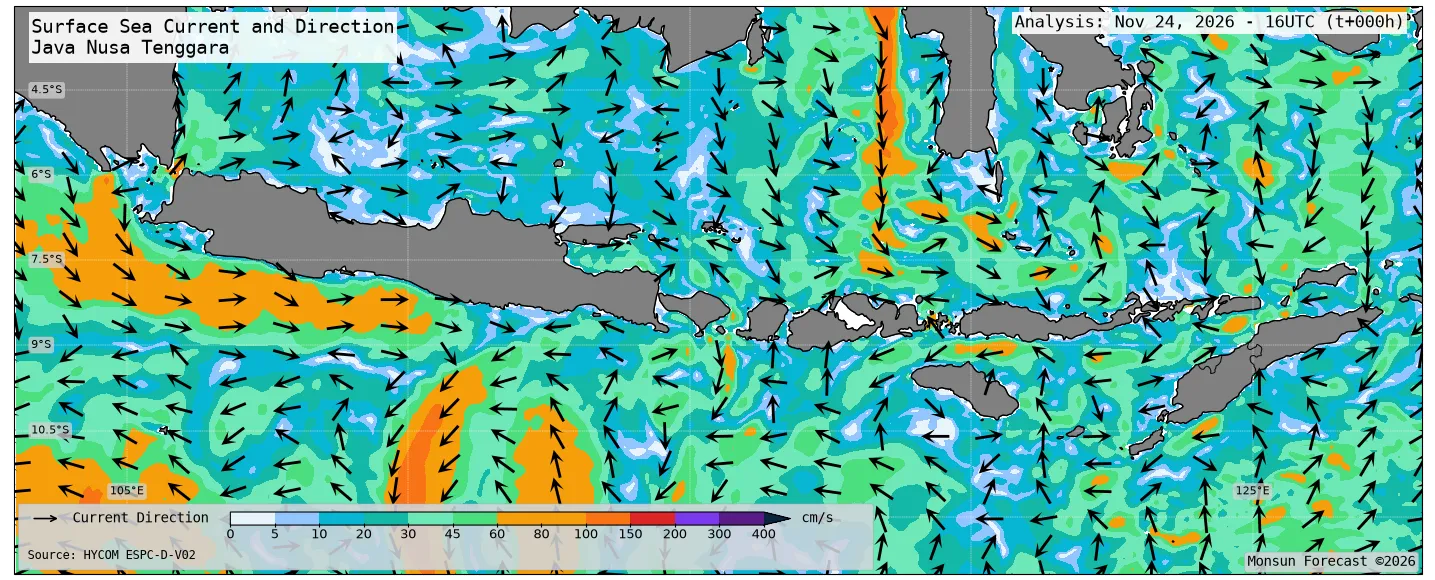 Surface Sea Current and Direction
Java Nusa Tenggara
Analysis: Nov 24, 2026 - 16UTC (t+000h)
4.5°S
6°S
7.5°S
9°S
10.5°S
105°E
125°E
Current Direction
0 5 10 20 30 45 60 80 100 150 200 300 400
cm/s
Source: HYCOM ESPC-D-V02
Monsun Forecast ©2026